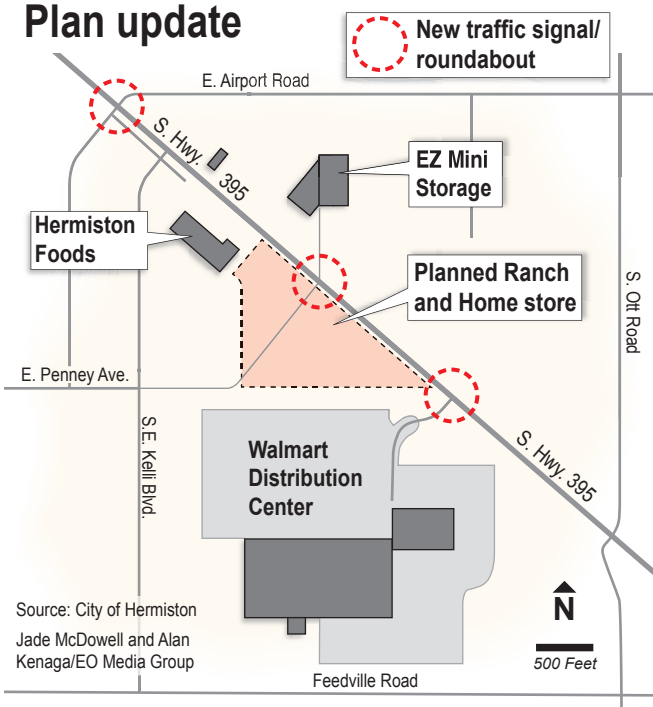 Plan update
New traffic signal/
roundabout
E. Airport Road
S. Hwy. 395
EZ Mini
Storage
Hermiston
Foods
Planned Ranch
and Home store
S. Ott Road
E. Penney Ave.
S.E. Kelli Blvd.
Walmart
Distribution
Center
S. Hwy. 395
Source: City of Hermiston
Jade McDowell and Alan
Kenaga/EO Media Group
N
500 Feet
Feedville Road